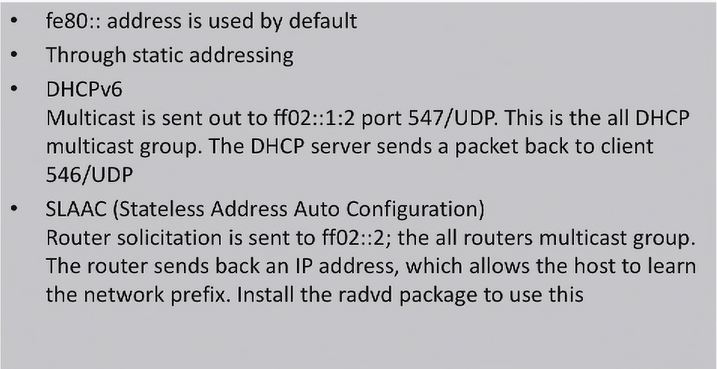 • fe80:: address is used by default
• Through static addressing
• DHCPv6
Multicast is sent out to ff02::1:2 port 547/UDP. This is the all DHCP
multicast group. The DHCP server sends a packet back to client
546/UDP
• SLAAC (Stateless Address Auto Configuration)
Router solicitation is sent to ff02::2; the all routers multicast group.
The router sends back an IP address, which allows the host to learn
the network prefix. Install the radvd package to use this